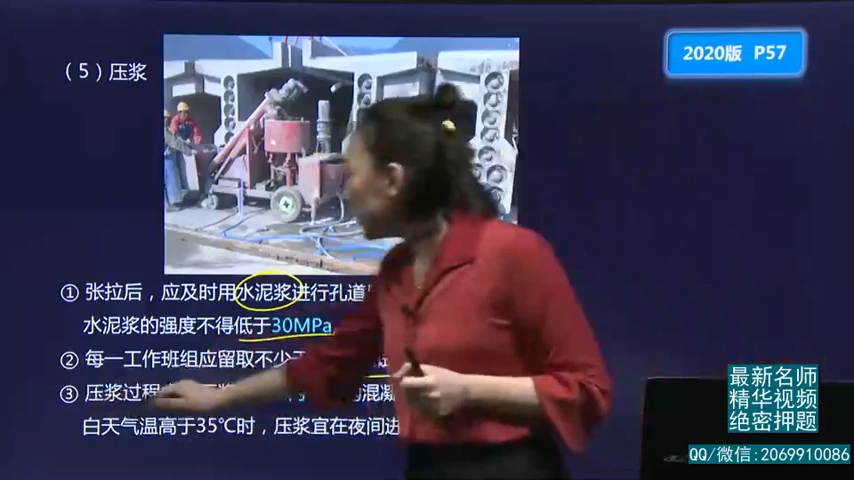 2020版 P57
（5）压浆
① 张拉后，应及时用水泥浆进行孔道
水泥浆的强度不得低于30MPa
② 每一工作班组应留取不少于
③ 压浆过程 的混凝
白天气温高于35℃时，压浆宜在夜间进
最新名师
精华视频
绝密押题
QQ/微信:2069910086